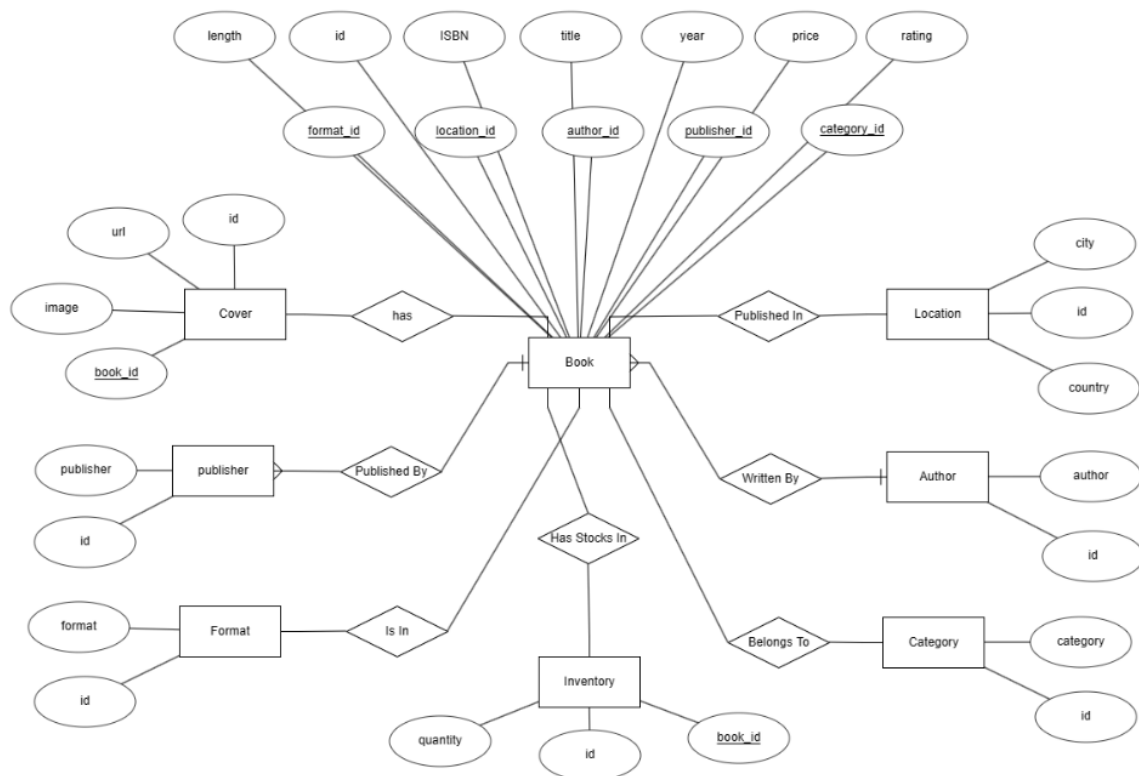 length
id
ISBN
title
year
price
rating
format_id
location_id
author_id
publisher_id
category_id
id
url
image
Cover
book_id
has
Published In
Location
city
id
country
Book
publisher
publisher
id
Published By
Written By
Author
author
id
Has Stocks In
format
Format
id
Is In
Belongs To
Category
category
id
Inventory
quantity
id
book_id